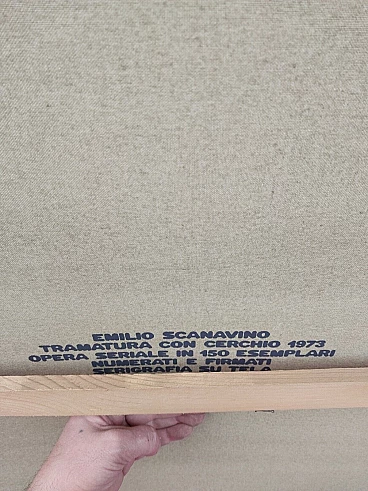 EMILIO SCANAVINO
TRAMATURA CON CERCHIO 1973
OPERA SERIALE IN 150 ESEMPLARI
NUMERATI E FIRMATI
SERIGRAFIA SU TELA